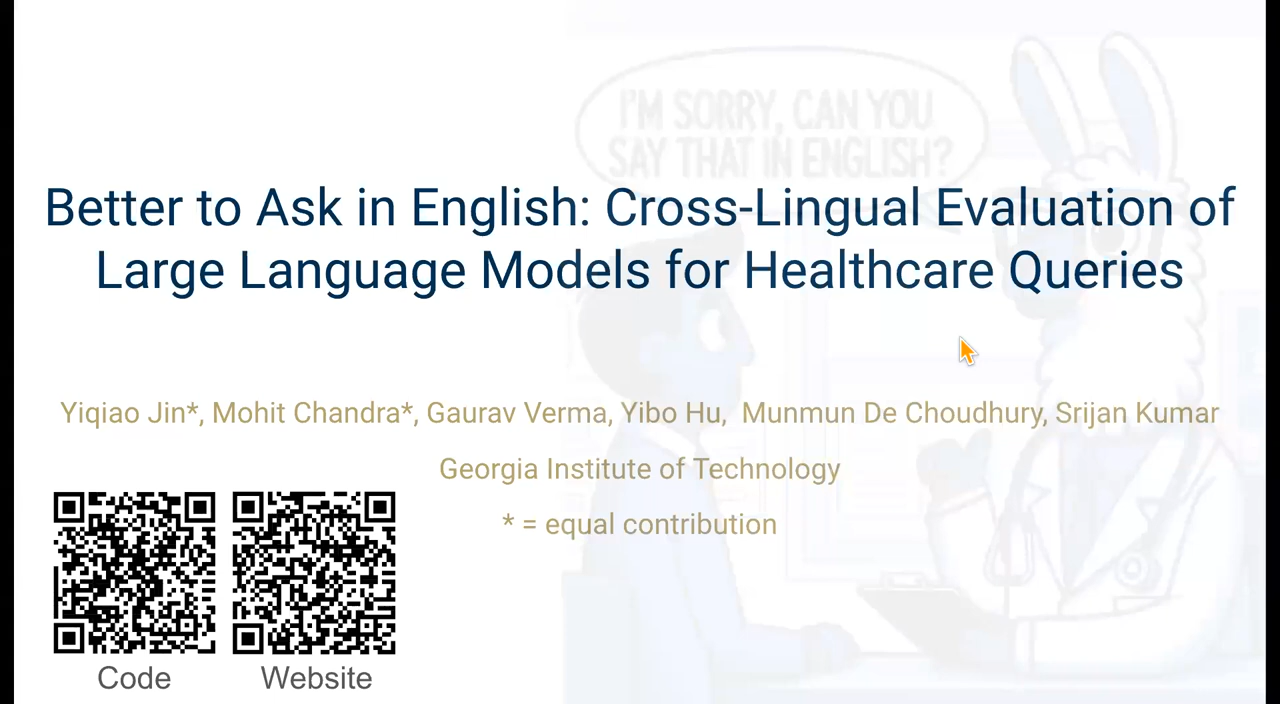 I'M SORRY, CAN YOU
SAY THAT IN ENGLISH?
Better to Ask in English: Cross-Lingual Evaluation of
Large Language Models for Healthcare Queries
Yiqiao Jin*, Mohit Chandra*, Gaurav Verma, Yibo Hu, Munmun De Choudhury, Srijan Kumar
Georgia Institute of Technology
* = equal contribution
Code
Website